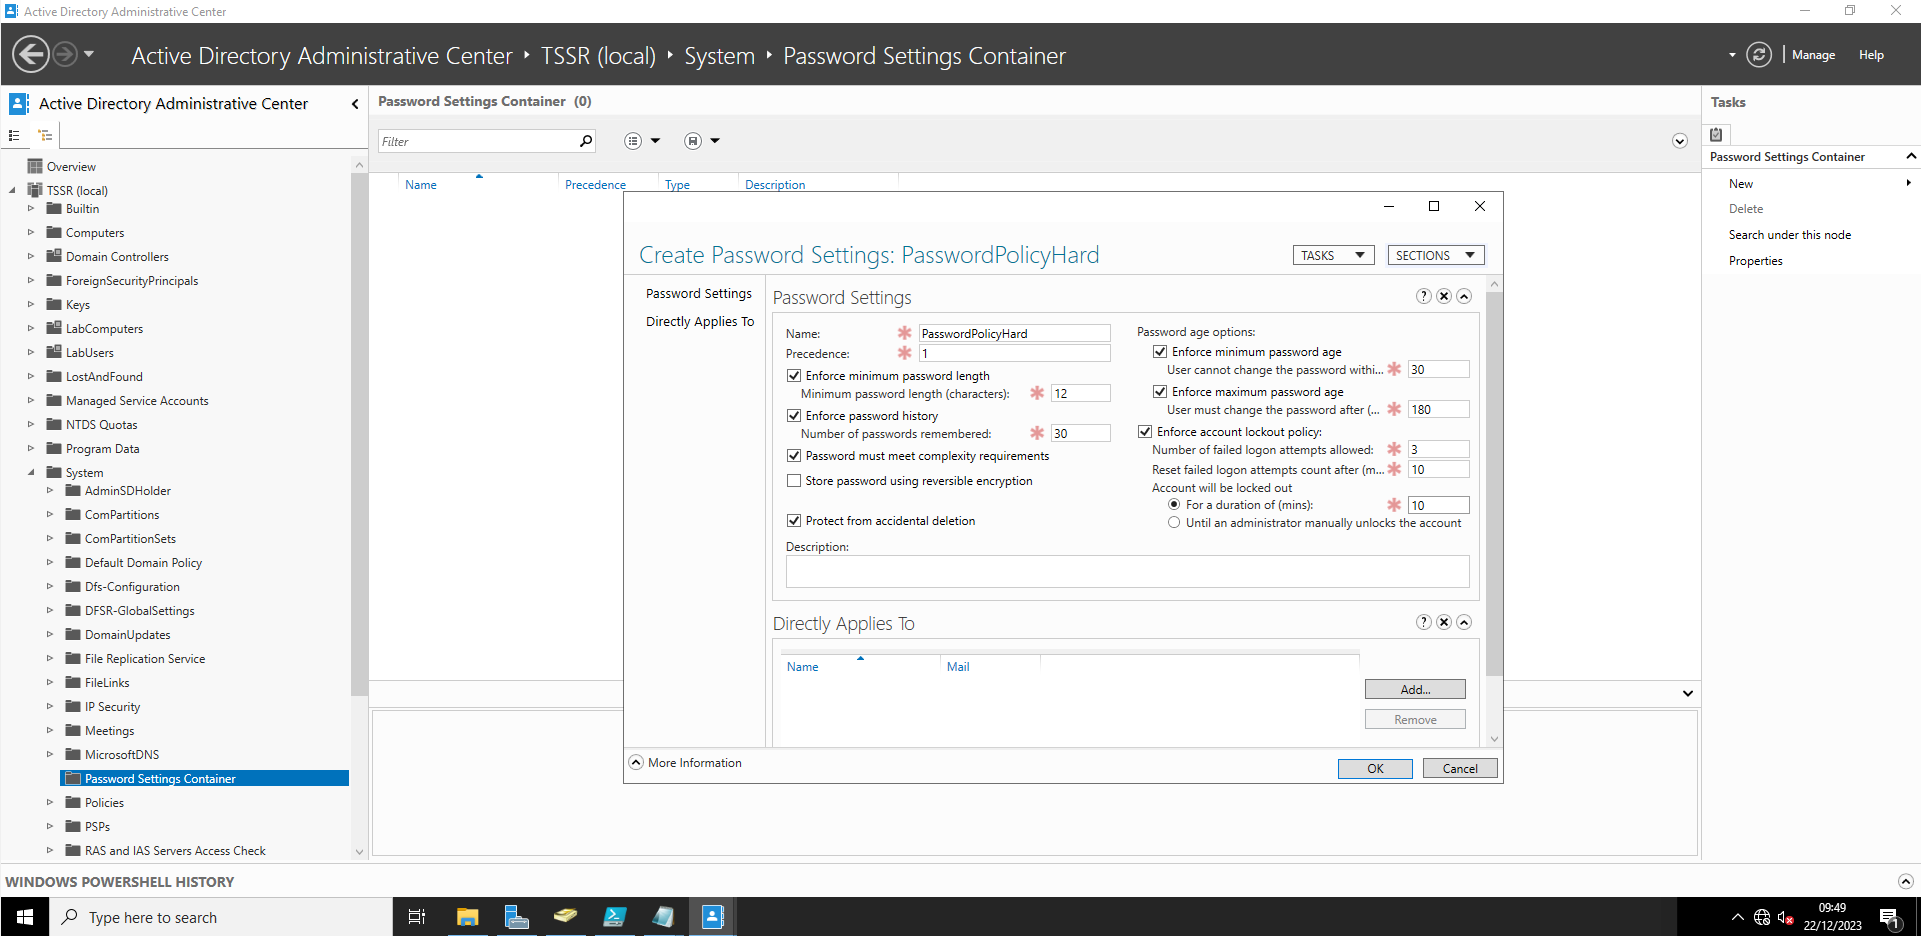 Active Directory Administrative Center
Active Directory Administrative Center • TSSR (local) • System • Password Settings Container
Manage
Help
Active Directory Administrative Center
Overview
TSSR (local)
Builtin
Computers
Domain Controllers
ForeignSecurityPrincipals
Keys
LabComputers
LabUsers
LostAndFound
Managed Service Accounts
NTDS Quotas
Program Data
System
AdminSDHolder
ComPartitions
ComPartitionSets
Default Domain Policy
Dfs-Configuration
DFSR-GlobalSettings
DomainUpdates
File Replication Service
FileLinks
IP Security
Meetings
MicrosoftDNS
Password Settings Container
Policies
PSPs
RAS and IAS Servers Access Check
Password Settings Container (0)
Filter
Name Precedence Type Description
Create Password Settings: PasswordPolicyHard
TASKS
SECTIONS
Password Settings
Directly Applies To
Password Settings
Name: PasswordPolicyHard
Precedence: 1
Enforce minimum password length
Minimum password length (characters): 12
Enforce password history
Number of passwords remembered: 30
Password must meet complexity requirements
Store password using reversible encryption
Protect from accidental deletion
Password age options:
Enforce minimum password age
User cannot change the password withi... 30
Enforce maximum password age
User must change the password after (... 180
Enforce account lockout policy:
Number of failed logon attempts allowed: 3
Reset failed logon attempts count after (m... 10
Account will be locked out
For a duration of (mins): 10
Until an administrator manually unlocks the account
Description:
Directly Applies To
Name Mail
Add...
Remove
More Information
OK
Cancel
Tasks
Password Settings Container
New
Delete
Search under this node
Properties
WINDOWS POWERSHELL HISTORY
Type here to search
09:49
22/12/2023
1